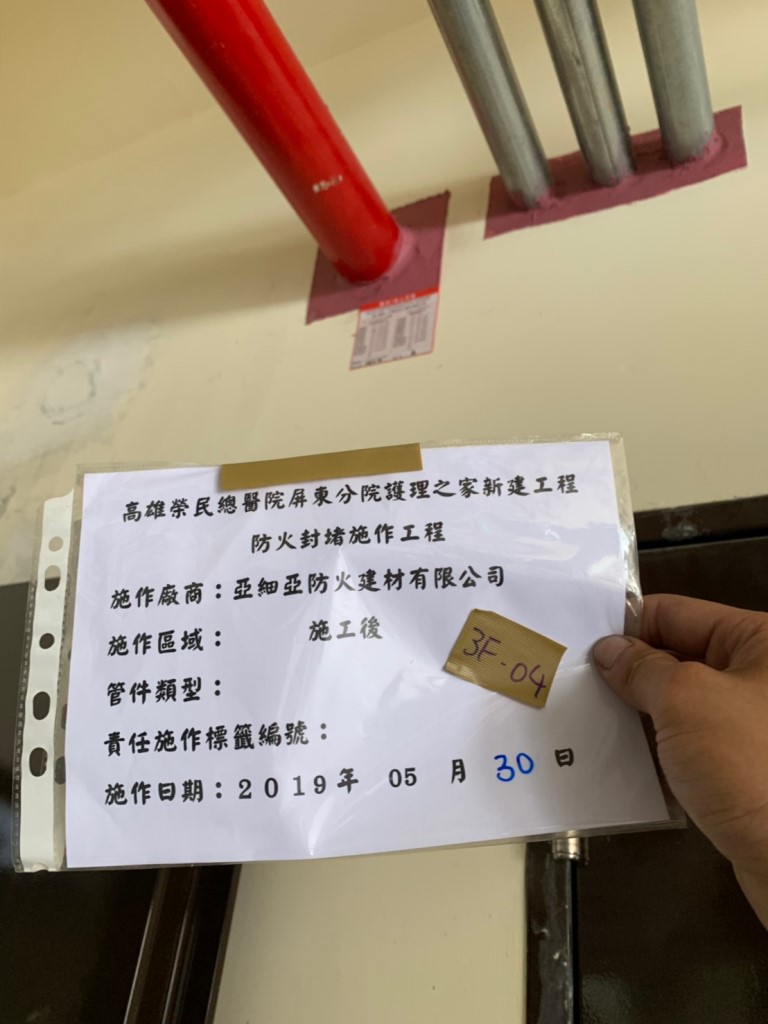 高雄榮民總醫院屏東分院護理之家新建工程
防火封堵施作工程
施作廠商：亞細亞防火建材有限公司
施作區域：　　　施工後
3F-04
管件類型：
責任施作標籤編號：
施作日期：2019年 05 月 30 日